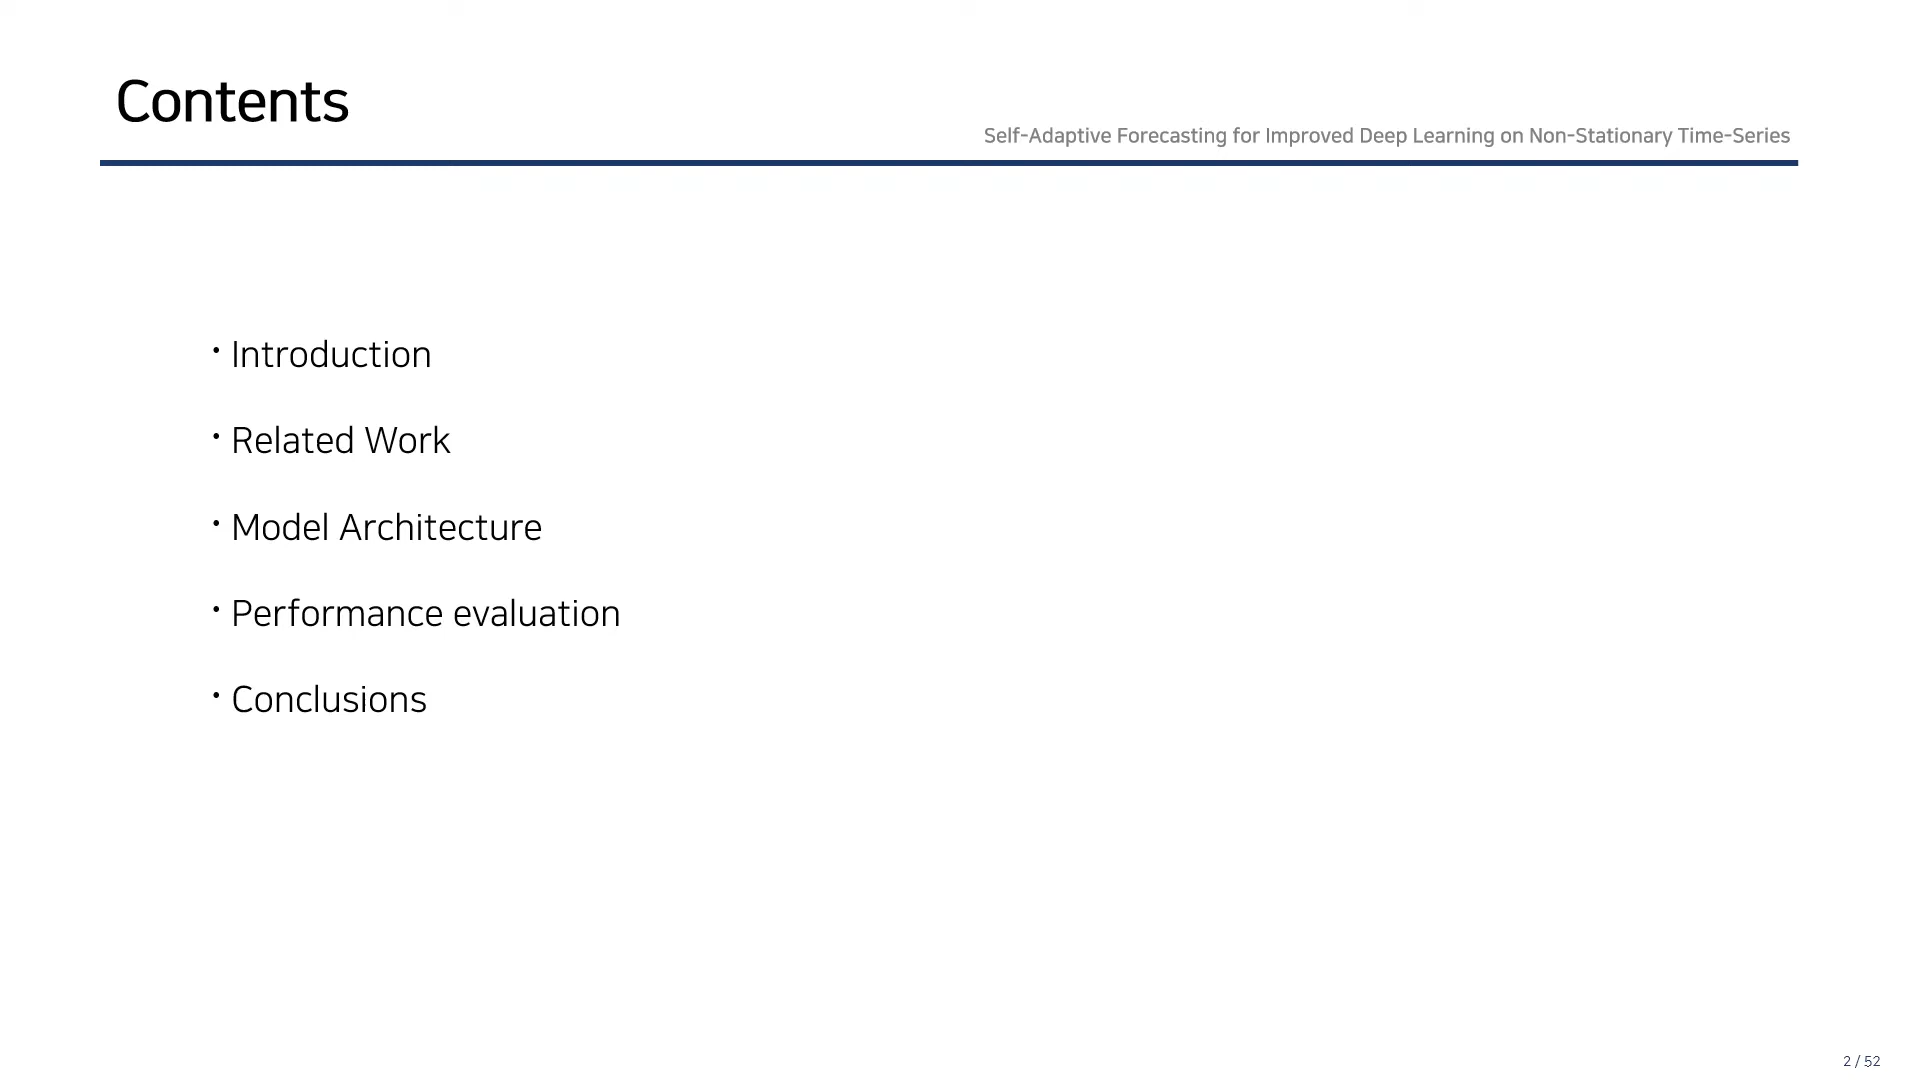 Contents
Self-Adaptive Forecasting for Improved Deep Learning on Non-Stationary Time-Series
• Introduction
• Related Work
• Model Architecture
• Performance evaluation
• Conclusions
2 / 52